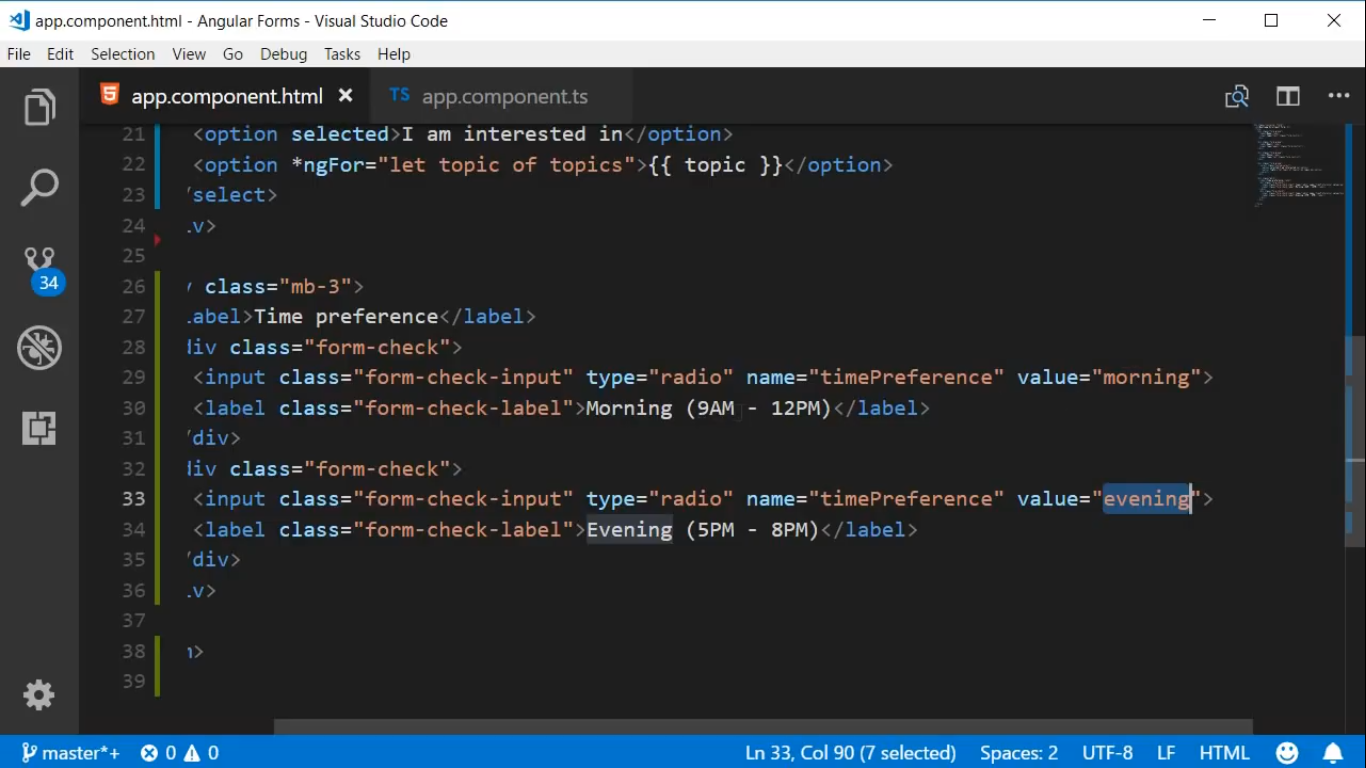 app.component.html - Angular Forms - Visual Studio Code
File Edit Selection View Go Debug Tasks Help
app.component.html TS app.component.ts
21 <option selected>I am interested in</option>
22 <option *ngFor="let topic of topics">{{ topic }}</option>
23 /select>
24 .v>
25
26 class="mb-3">
27 abel>Time preference</label>
28 div class="form-check">
29 <input class="form-check-input" type="radio" name="timePreference" value="morning">
30 <label class="form-check-label">Morning (9AM - 12PM)</label>
31 /div>
32 div class="form-check">
33 <input class="form-check-input" type="radio" name="timePreference" value="evening">
34 <label class="form-check-label">Evening (5PM - 8PM)</label>
35 /div>
36 .v>
37
38 >
39
34
master*+ 0 0 Ln 33, Col 90 (7 selected) Spaces: 2 UTF-8 LF HTML